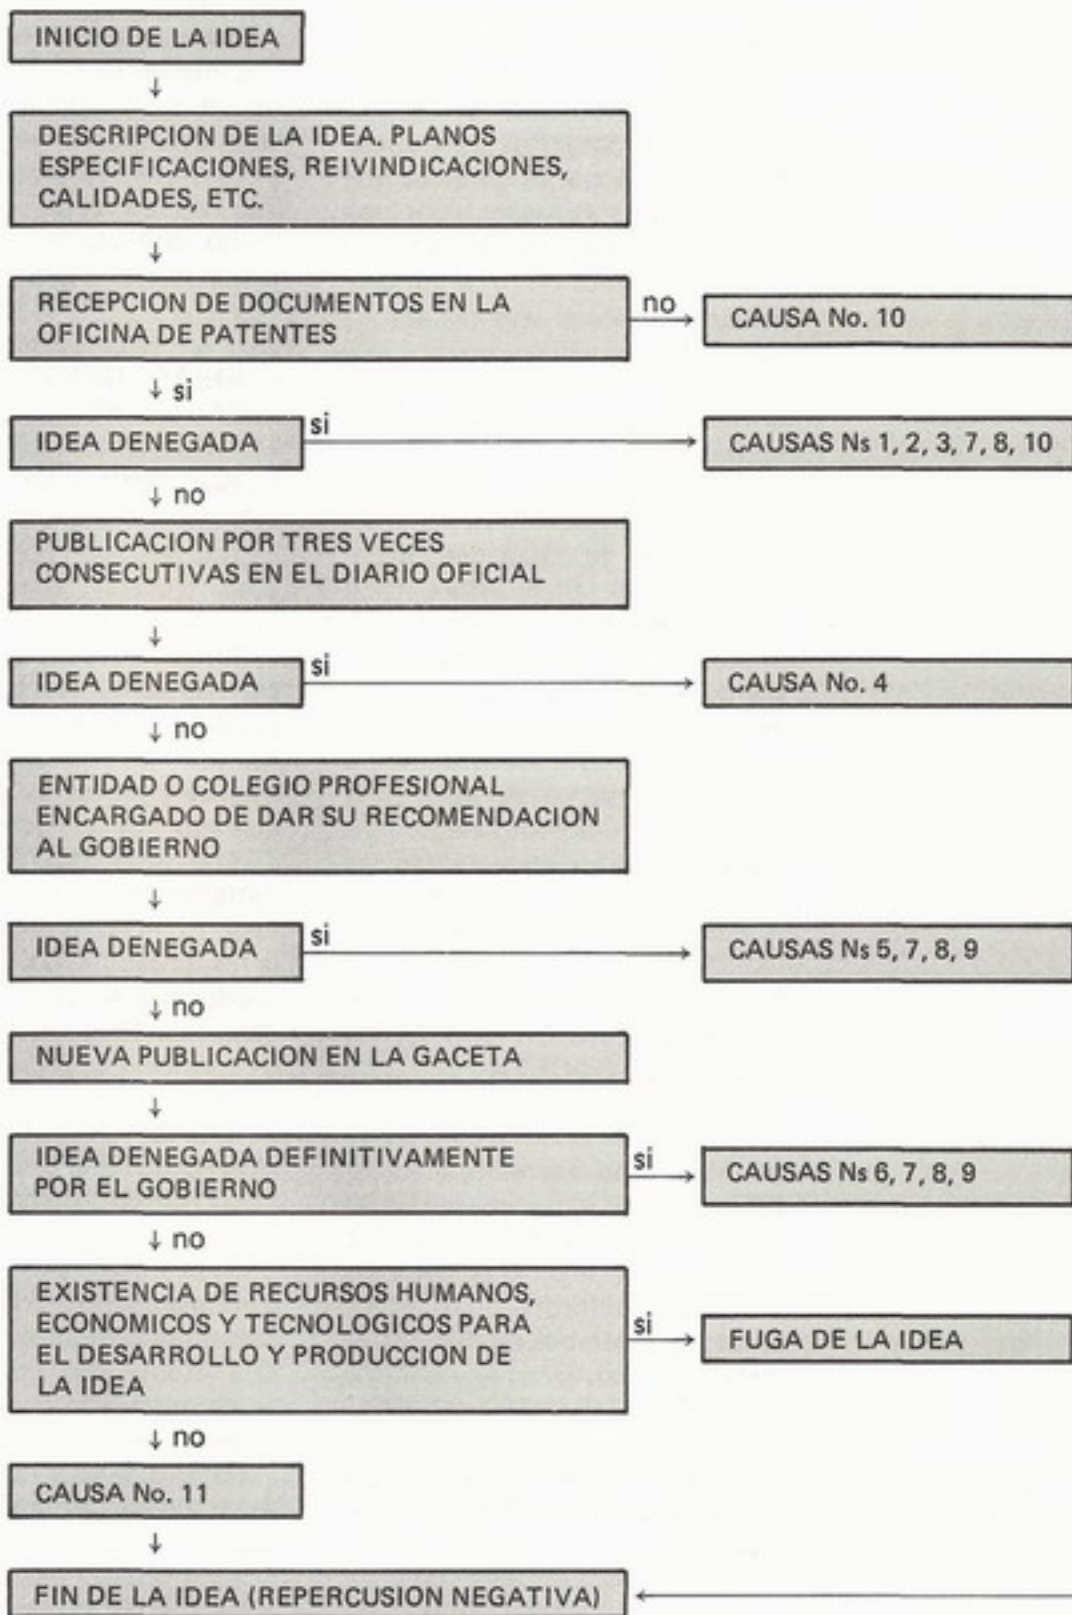 INICIO DE LA IDEA
↓
DESCRIPCION DE LA IDEA. PLANOS
ESPECIFICACIONES, REIVINDICACIONES,
CALIDADES, ETC.
↓
RECEPCION DE DOCUMENTOS EN LA
OFICINA DE PATENTES
no
→
CAUSA No. 10
↓ si
IDEA DENEGADA
si
→
CAUSAS Ns 1, 2, 3, 7, 8, 10
↓ no
PUBLICACION POR TRES VECES
CONSECUTIVAS EN EL DIARIO OFICIAL
↓
IDEA DENEGADA
si
→
CAUSA No. 4
↓ no
ENTIDAD O COLEGIO PROFESIONAL
ENCARGADO DE DAR SU RECOMENDACION
AL GOBIERNO
↓
IDEA DENEGADA
si
→
CAUSAS Ns 5, 7, 8, 9
↓ no
NUEVA PUBLICACION EN LA GACETA
↓
IDEA DENEGADA DEFINITIVAMENTE
POR EL GOBIERNO
si
→
CAUSAS Ns 6, 7, 8, 9
↓ no
EXISTENCIA DE RECURSOS HUMANOS,
ECONOMICOS Y TECNOLOGICOS PARA
EL DESARROLLO Y PRODUCCION DE
LA IDEA
si
→
FUGA DE LA IDEA
↓ no
CAUSA No. 11
↓
FIN DE LA IDEA (REPERCUSION NEGATIVA)
←